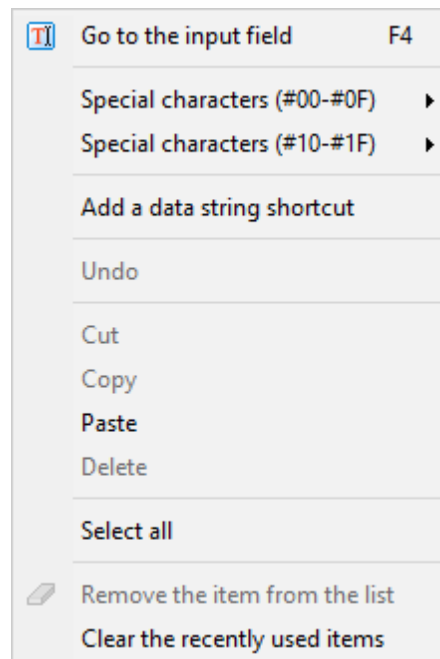 Go to the input field F4
Special characters (#00-#0F)
Special characters (#10-#1F)
Add a data string shortcut
Undo
Cut
Copy
Paste
Delete
Select all
Remove the item from the list
Clear the recently used items